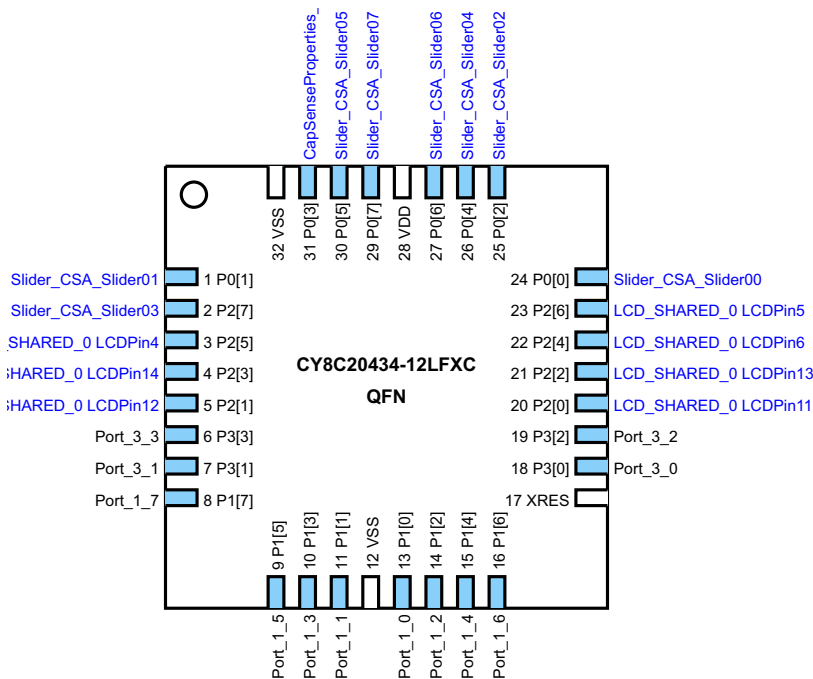 CapSenseProperties_
Slider_CSA_Slider05
Slider_CSA_Slider07
Slider_CSA_Slider06
Slider_CSA_Slider04
Slider_CSA_Slider02
32 VSS
31 P0[3]
30 P0[5]
29 P0[7]
28 VDD
27 P0[6]
26 P0[4]
25 P0[2]
Slider_CSA_Slider01 1 P0[1]
Slider_CSA_Slider03 2 P2[7]
_SHARED_0 LCDPin4 3 P2[5]
SHARED_0 LCDPin14 4 P2[3]
SHARED_0 LCDPin12 5 P2[1]
Port_3_3 6 P3[3]
Port_3_1 7 P3[1]
Port_1_7 8 P1[7]
CY8C20434-12LFXC
QFN
24 P0[0] Slider_CSA_Slider00
23 P2[6] LCD_SHARED_0 LCDPin5
22 P2[4] LCD_SHARED_0 LCDPin6
21 P2[2] LCD_SHARED_0 LCDPin13
20 P2[0] LCD_SHARED_0 LCDPin11
19 P3[2] Port_3_2
18 P3[0] Port_3_0
17 XRES
9 P1[5]
10 P1[3]
11 P1[1]
12 VSS
13 P1[0]
14 P1[2]
15 P1[4]
16 P1[6]
Port_1_5
Port_1_3
Port_1_1
Port_1_0
Port_1_2
Port_1_4
Port_1_6